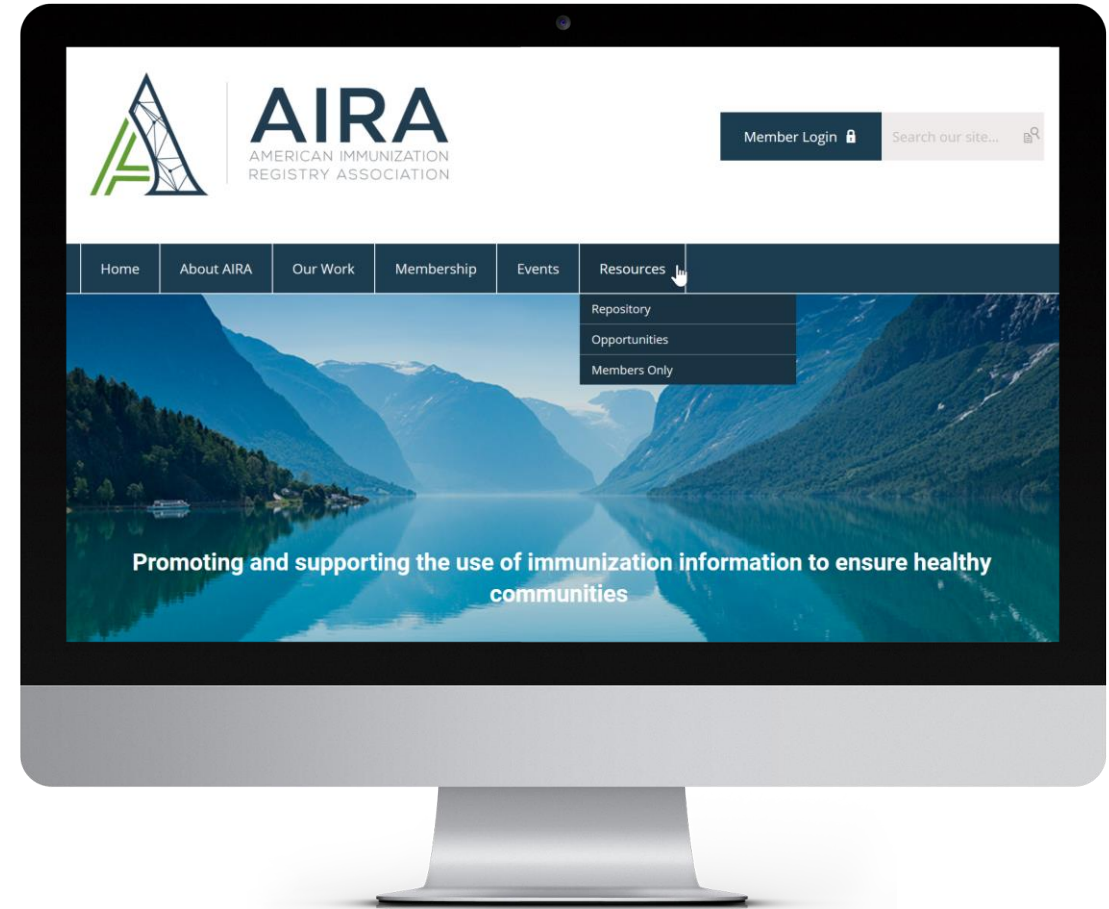 AIRA
AMERICAN IMMUNIZATION
REGISTRY ASSOCIATION
Member Login
Search our site...
Home
About AIRA
Our Work
Membership
Events
Resources
Repository
Opportunities
Members Only
Promoting and supporting the use of immunization information to ensure healthy
communities